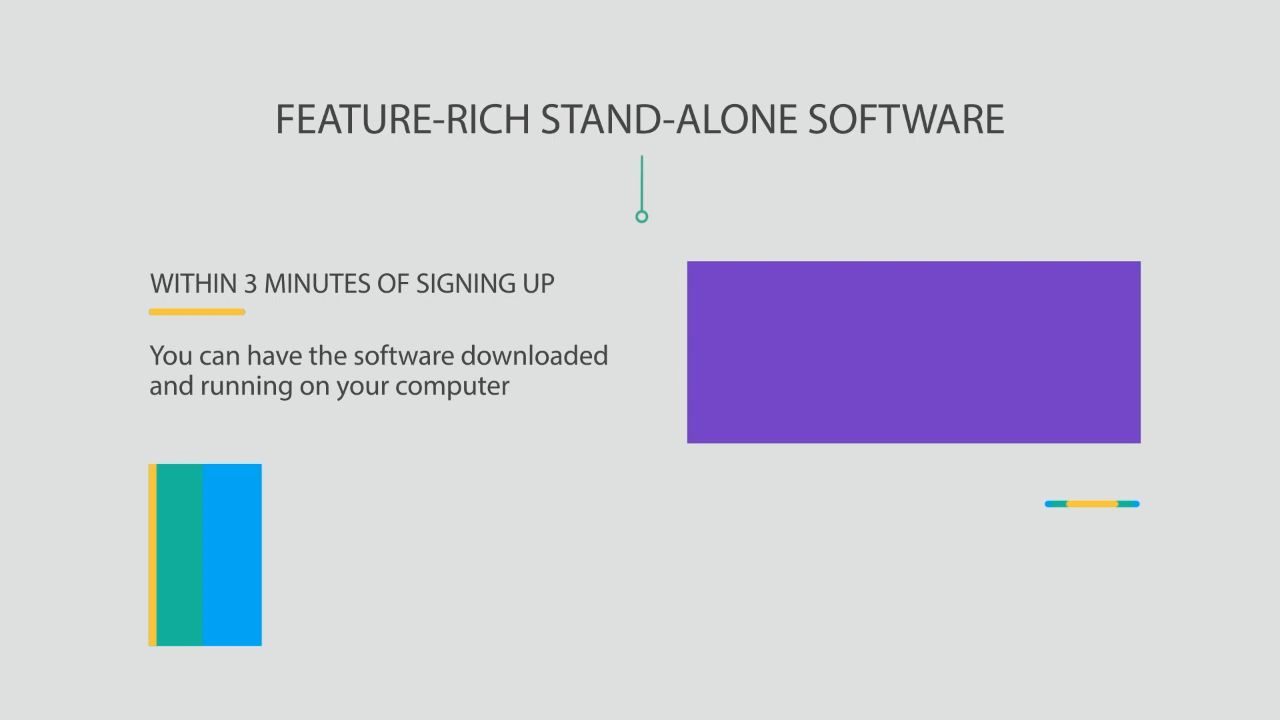 FEATURE-RICH STAND-ALONE SOFTWARE
WITHIN 3 MINUTES OF SIGNING UP
You can have the software downloaded
and running on your computer